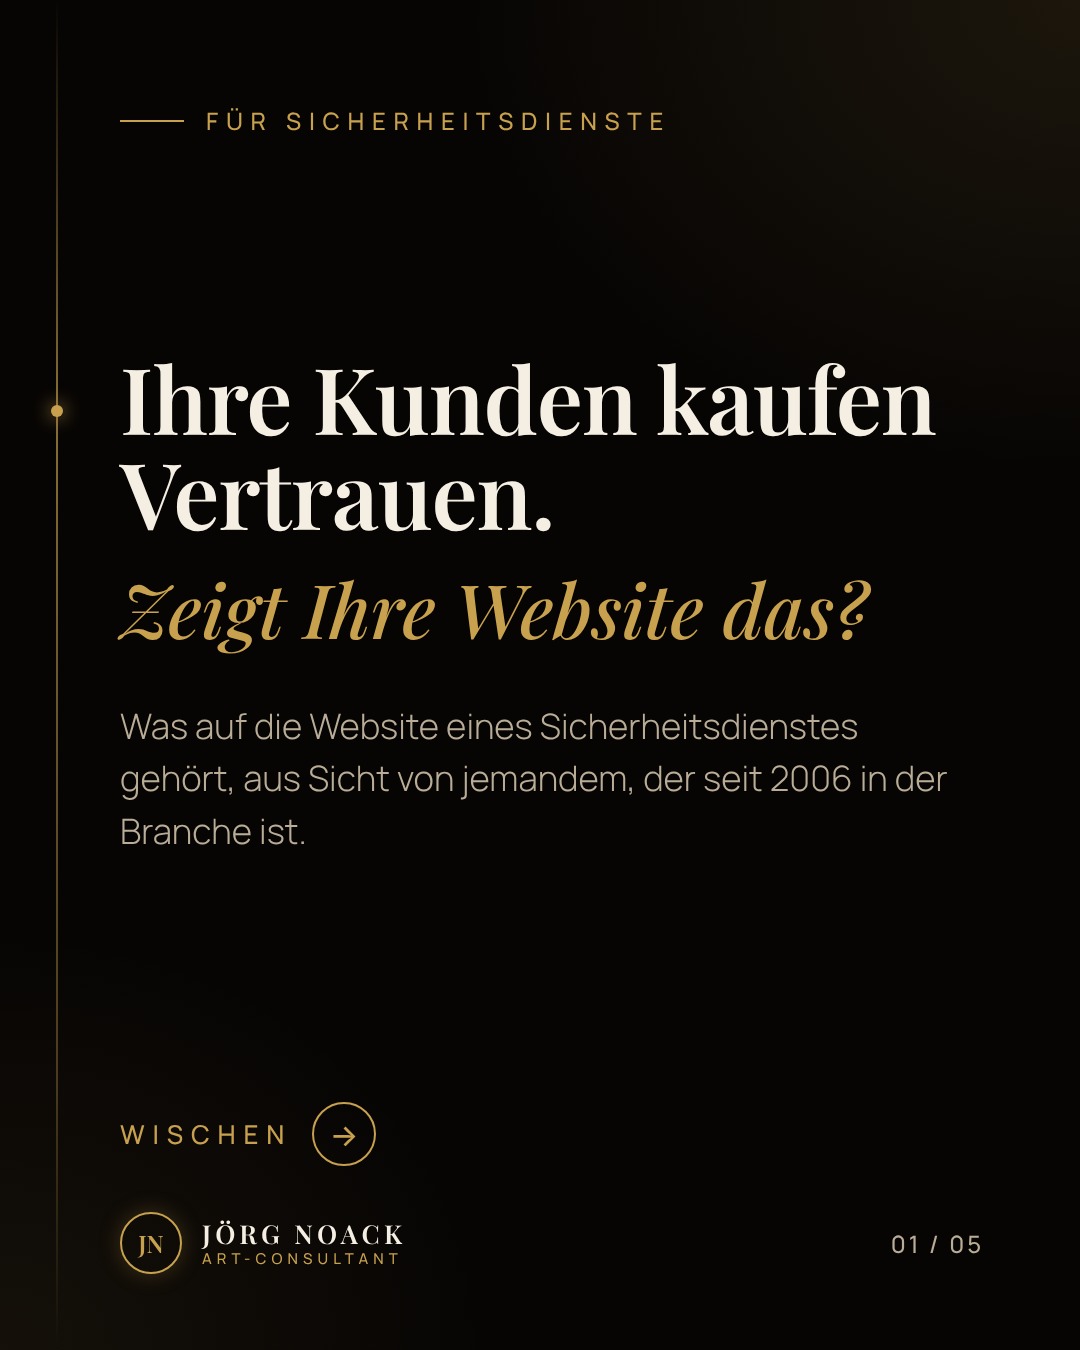 FÜR SICHERHEITSDIENSTE
Ihre Kunden kaufen
Vertrauen.
Zeigt Ihre Website das?
Was auf die Website eines Sicherheitsdienstes
gehört, aus Sicht von jemandem, der seit 2006 in der
Branche ist.
WISCHEN →
JN
JÖRG NOACK
ART-CONSULTANT
01 / 05